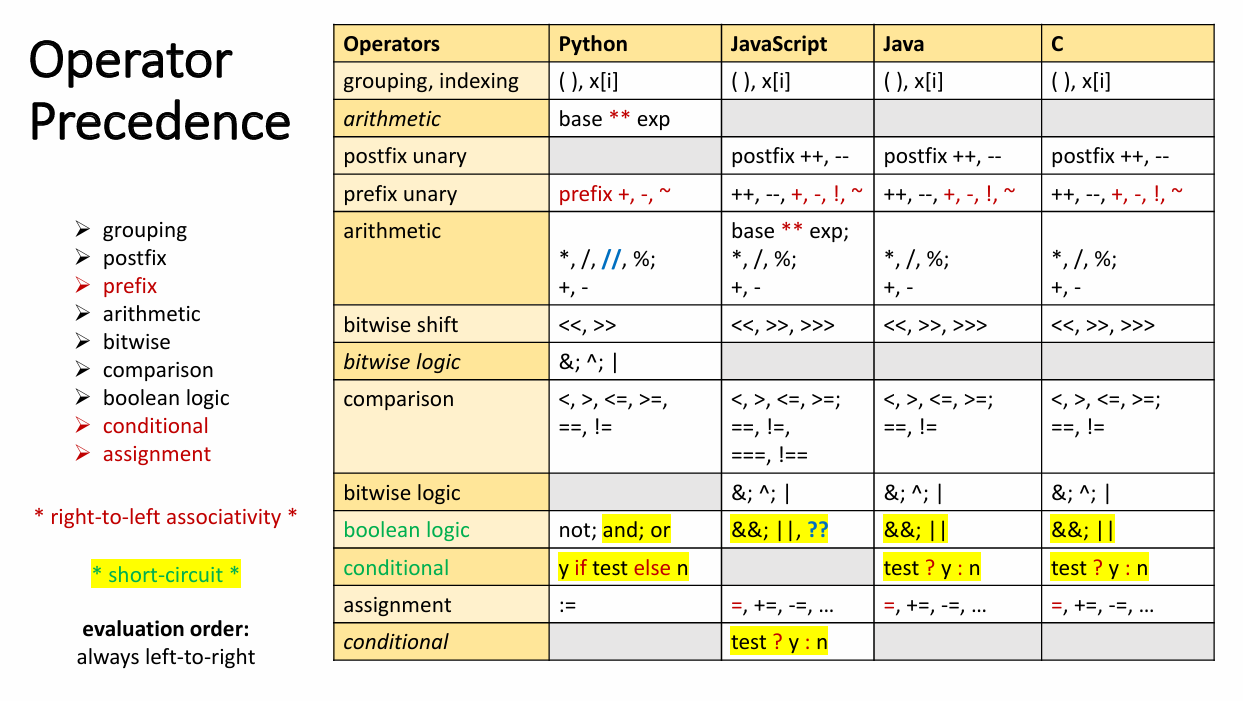 Operator
Precedence
➢ grouping
➢ postfix
➢ prefix
➢ arithmetic
➢ bitwise
➢ comparison
➢ boolean logic
➢ conditional
➢ assignment
* right-to-left associativity *
* short-circuit *
evaluation order:
always left-to-right
Operators Python JavaScript Java C
grouping, indexing ( ), x[i] ( ), x[i] ( ), x[i] ( ), x[i]
arithmetic base ** exp
postfix unary postfix ++, -- postfix ++, -- postfix ++, --
prefix unary prefix +, -, ~ ++, --, +, -, !, ~ ++, --, +, -, !, ~ ++, --, +, -, !, ~
arithmetic base ** exp;
*, /, //, %; *, /, %; *, /, %; *, /, %;
+, - +, - +, - +, -
bitwise shift <<, >> <<, >>, >>> <<, >>, >>> <<, >>, >>>
bitwise logic &; ^; |
comparison <, >, <=, >=, <, >, <=, >=; <, >, <=, >=; <, >, <=, >=;
==, != ==, !=, ==, != ==, !=
===, !==
bitwise logic &; ^; | &; ^; | &; ^; |
boolean logic not; and; or &&; ||, ?? &&; || &&; ||
conditional y if test else n test ? y : n test ? y : n
assignment := =, +=, -=, … =, +=, -=, … =, +=, -=, …
conditional test ? y : n